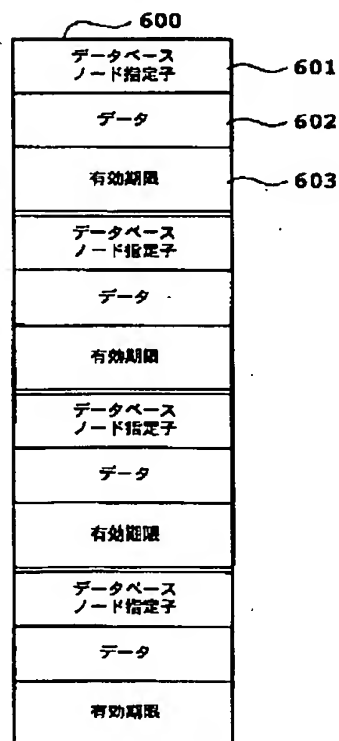 600
データベース
ノード指定子
601
データ
602
有効期限
603
データベース
ノード指定子
データ
有効期限
データベース
ノード指定子
データ
有効期限
データベース
ノード指定子
データ
有効期限